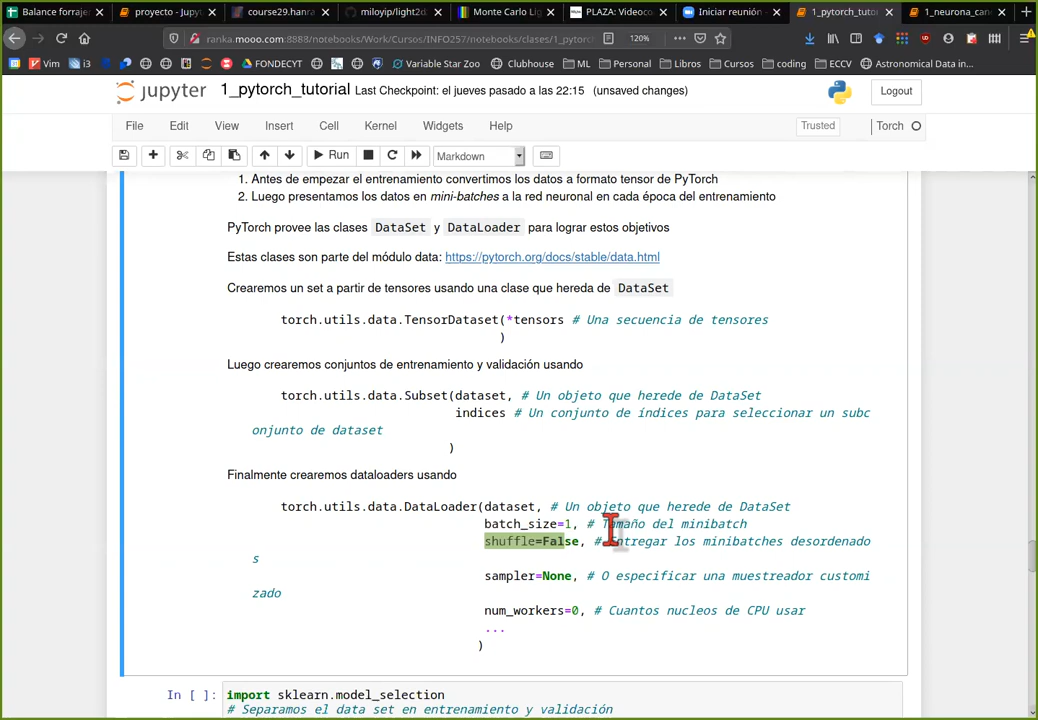 Balance forrajer
proyecto - Jupyt
course29.hanra
miloyip/light2d
Monte Carlo Lig
PLAZA: Videoco
Iniciar reunión -
1_pytorch_tutor
1_neurona_can
ranka.mooo.com:8888/notebooks/Work/Cursos/INFO257/notebooks/clases/1_pytorc
120%
Vim
i3
FONDECYT
Variable Star Zoo
Clubhouse
ML
Personal
Libros
Cursos
coding
ECCV
Astronomical Data in...
jupyter 1_pytorch_tutorial Last Checkpoint: el jueves pasado a las 22:15 (unsaved changes)
Logout
File Edit View Insert Cell Kernel Widgets Help
Trusted
Torch
Run
Markdown
1. Antes de empezar el entrenamiento convertimos los datos a formato tensor de PyTorch
2. Luego presentamos los datos en mini-batches a la red neuronal en cada época del entrenamiento
PyTorch provee las clases DataSet y DataLoader para lograr estos objetivos
Estas clases son parte del módulo data: https://pytorch.org/docs/stable/data.html
Crearemos un set a partir de tensores usando una clase que hereda de DataSet
torch.utils.data.TensorDataset(*tensors # Una secuencia de tensores
)
Luego crearemos conjuntos de entrenamiento y validación usando
torch.utils.data.Subset(dataset, # Un objeto que herede de DataSet
indices # Un conjunto de índices para seleccionar un subc
onjunto de dataset
)
Finalmente crearemos dataloaders usando
torch.utils.data.DataLoader(dataset, # Un objeto que herede de DataSet
batch_size=1, # Tamaño del minibatch
shuffle=False, # Entregar los minibatches desordenado
s
sampler=None, # O especificar una muestreador customi
zado
num_workers=0, # Cuantos nucleos de CPU usar
...
)
In [ ]: import sklearn.model_selection
# Separamos el data set en entrenamiento y validación